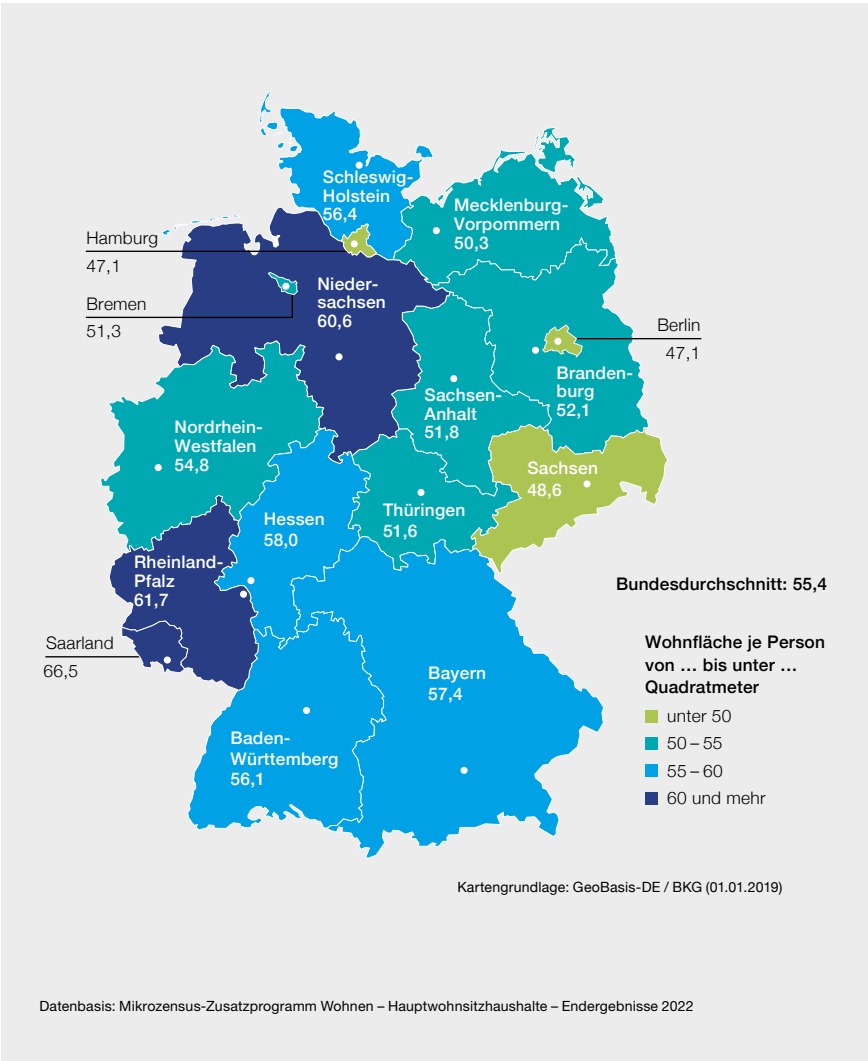 Schleswig-
Holstein
56,4
Mecklenburg-
Vorpommern
50,3
Hamburg
47,1
Bremen
51,3
Nieder-
sachsen
60,6
Berlin
47,1
Branden-
burg
52,1
Sachsen-
Anhalt
51,8
Nordrhein-
Westfalen
54,8
Sachsen
48,6
Thüringen
51,6
Hessen
58,0
Rheinland-
Pfalz
61,7
Saarland
66,5
Bayern
57,4
Baden-
Württemberg
56,1
Bundesdurchschnitt: 55,4
Wohnfläche je Person
von … bis unter …
Quadratmeter
unter 50
50 – 55
55 – 60
60 und mehr
Kartengrundlage: GeoBasis-DE / BKG (01.01.2019)
Datenbasis: Mikrozensus-Zusatzprogramm Wohnen – Hauptwohnsitzhaushalte – Endergebnisse 2022